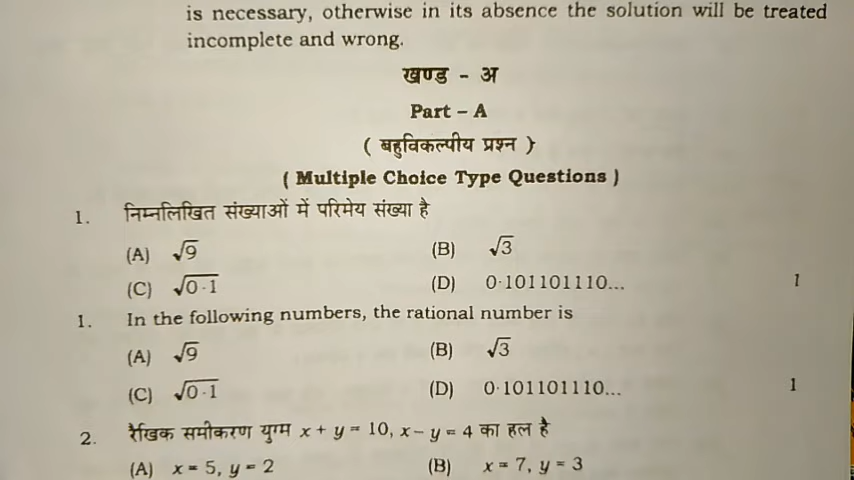 is necessary, otherwise in its absence the solution will be treated
incomplete and wrong.
खण्ड - अ
Part – A
( बहुविकल्पीय प्रश्न )
( Multiple Choice Type Questions )
1. निम्नलिखित संख्याओं में परिमेय संख्या है
(A) √9 (B) √3
(C) √0·1 (D) 0·101101110... 1
1. In the following numbers, the rational number is
(A) √9 (B) √3
(C) √0·1 (D) 0·101101110... 1
2. रैखिक समीकरण युग्म x + y = 10, x – y = 4 का हल है
(A) x = 5, y = 2 (B) x = 7, y = 3